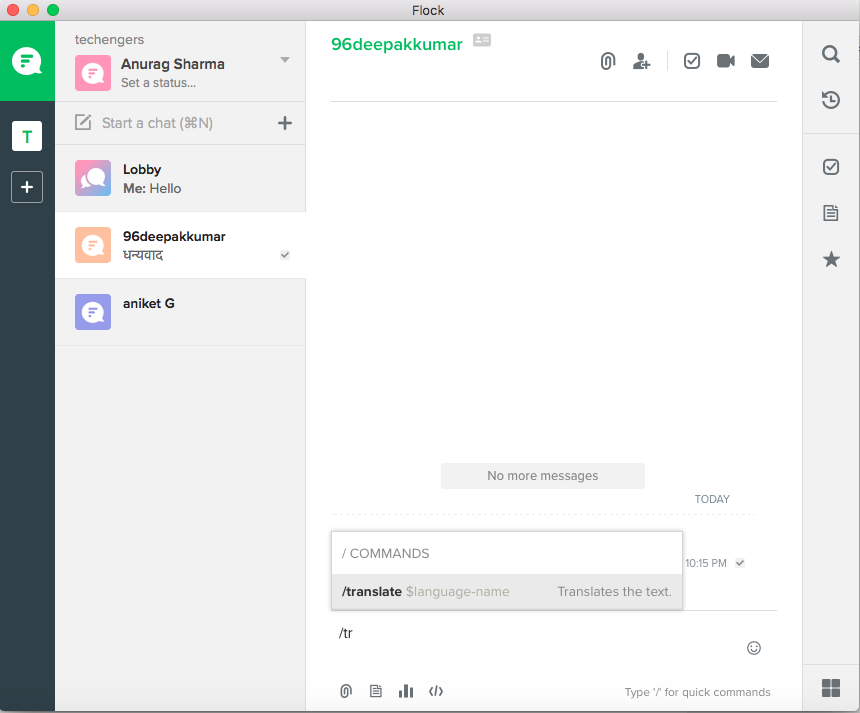 Flock
techengers
Anurag Sharma
Set a status...
T
Start a chat (⌘N)
Lobby
Me: Hello
96deepakkumar
धन्यवाद
aniket G
96deepakkumar
No more messages
TODAY
/ COMMANDS
10:15 PM
/translate $language-name Translates the text.
/tr
Type '/' for quick commands